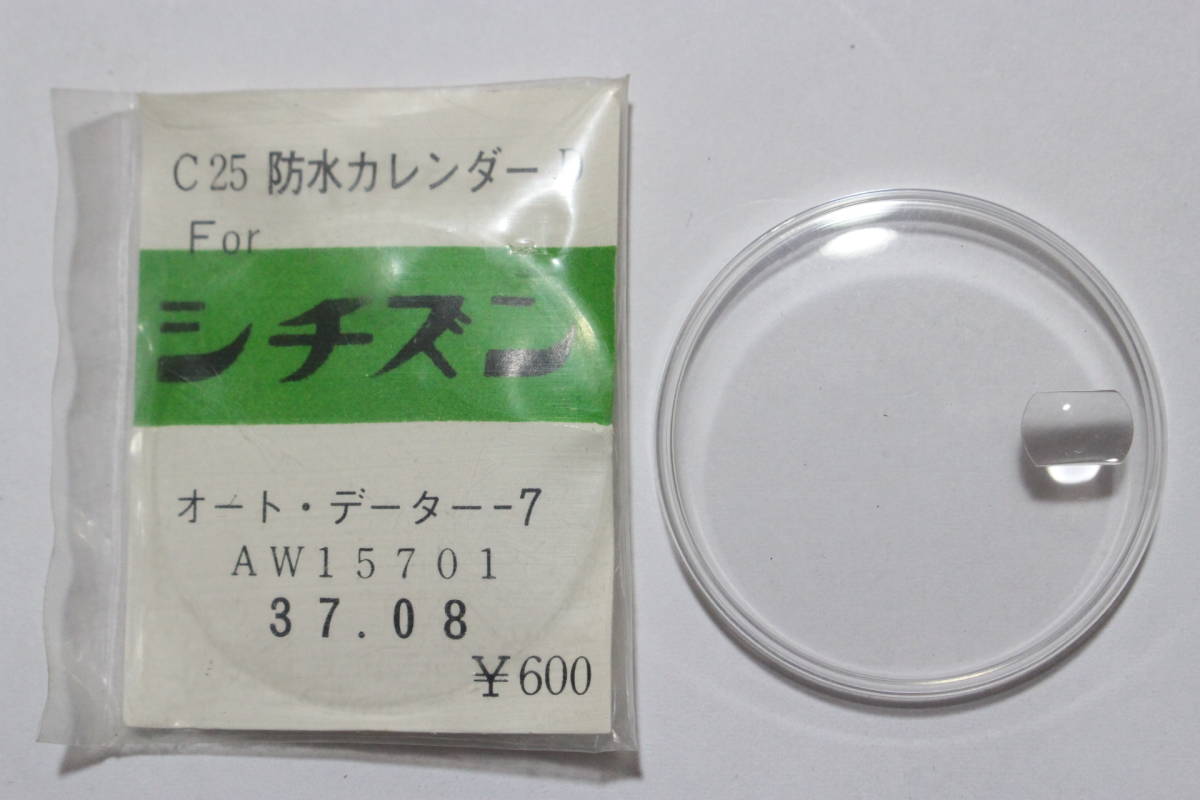 C25 防水カレンダー D
For
シチズン
オート・データー-7
AW15701
37.08
¥600